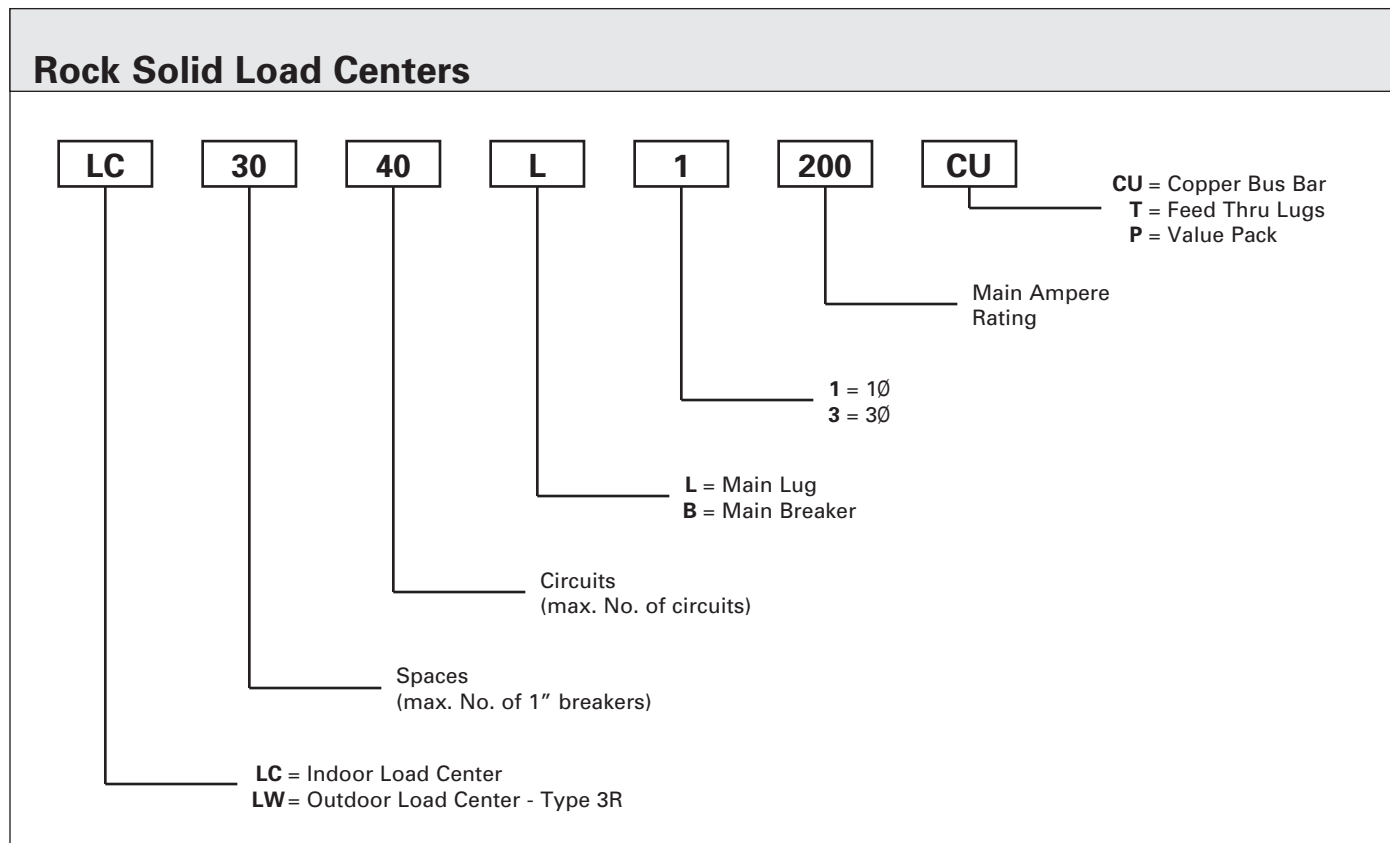 Rock Solid Load Centers
LC 30 40 L 1 200 CU
CU = Copper Bus Bar
T = Feed Thru Lugs
P = Value Pack
Main Ampere
Rating
1 = 1Ø
3 = 3Ø
L = Main Lug
B = Main Breaker
Circuits
(max. No. of circuits)
Spaces
(max. No. of 1″ breakers)
LC = Indoor Load Center
LW = Outdoor Load Center - Type 3R